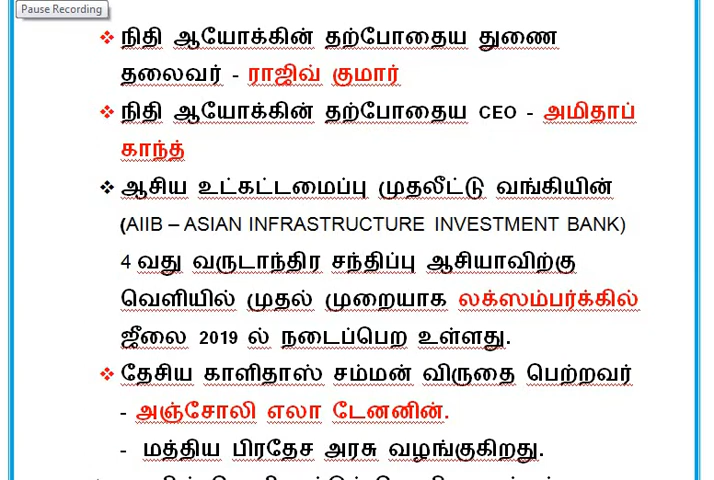 Pause Recording
❖ நிதி ஆயோக்கின் தற்போதைய துணை
தலைவர் - ராஜிவ் குமார்
❖ நிதி ஆயோக்கின் தற்போதைய CEO - அமிதாப்
காந்த்
❖ ஆசிய உட்கட்டமைப்பு முதலீட்டு வங்கியின்
(AIIB – ASIAN INFRASTRUCTURE INVESTMENT BANK)
4 வது வருடாந்திர சந்திப்பு ஆசியாவிற்கு
வெளியில் முதல் முறையாக லக்ஸம்பர்க்கில்
ஜீலை 2019 ல் நடைப்பெற உள்ளது.
❖ தேசிய காளிதாஸ் சம்மன் விருதை பெற்றவர்
- அஞ்சோலி எலா டேனனின்.
- மத்திய பிரதேச அரசு வழங்குகிறது.